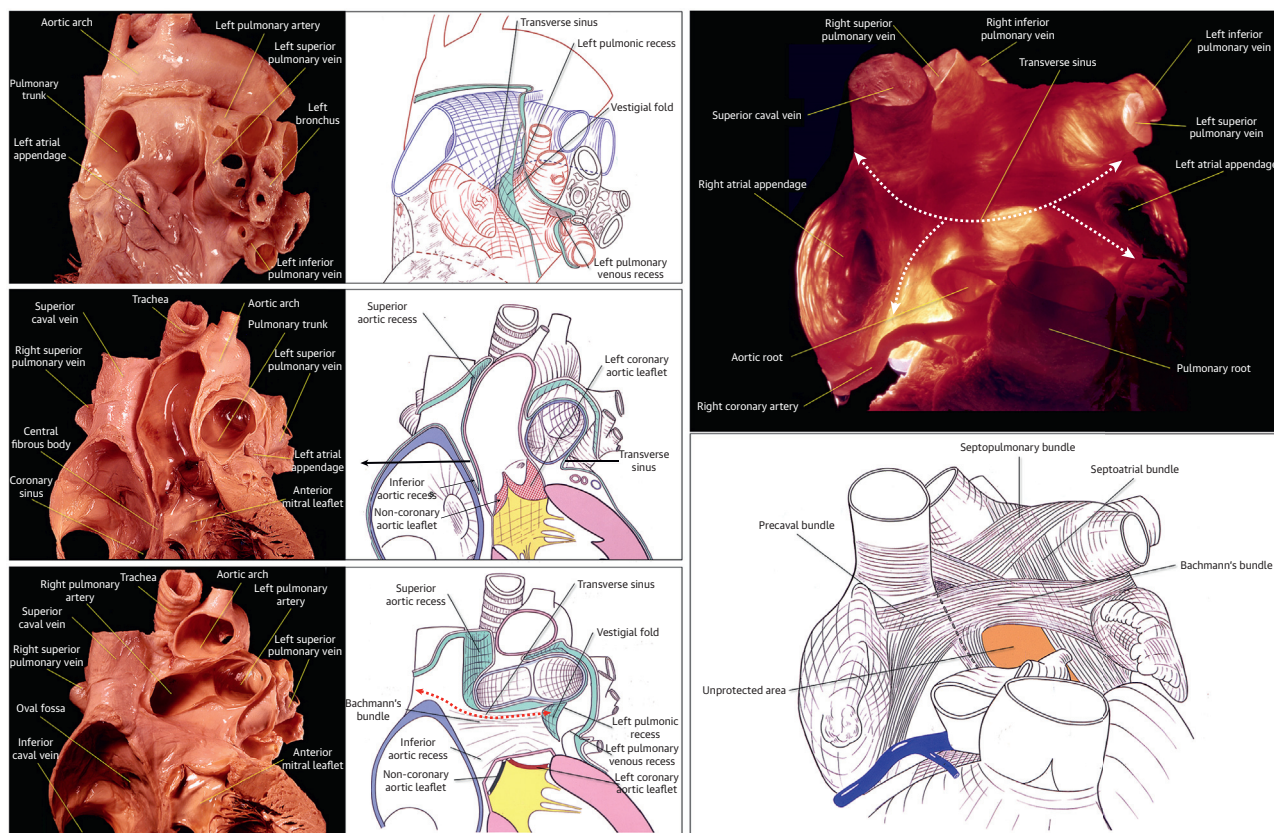 Aortic arch
Left pulmonary artery
Left superior
pulmonary vein
Pulmonary
trunk
Left
bronchus
Left atrial
appendage
Left inferior
pulmonary vein
Transverse sinus
Left pulmonic recess
Vestigial fold
Left pulmonary
venous recess
Superior
caval vein
Trachea
Aortic arch
Pulmonary trunk
Right superior
pulmonary vein
Left superior
pulmonary vein
Central
fibrous body
Left atrial
appendage
Coronary
sinus
Anterior
mitral leaflet
Superior
aortic recess
Left coronary
aortic leaflet
Transverse
sinus
Inferior
aortic recess
Non-coronary
aortic leaflet
Right pulmonary
artery
Trachea
Aortic arch
Left pulmonary
artery
Superior
caval vein
Right superior
pulmonary vein
Left superior
pulmonary vein
Oval fossa
Inferior
caval vein
Anterior
mitral leaflet
Superior
aortic recess
Transverse sinus
Vestigial fold
Bachmann's
bundle
Left pulmonic
recess
Inferior
aortic recess
Left pulmonary
venous recess
Non-coronary
aortic leaflet
Left coronary
aortic leaflet
Right superior
pulmonary vein
Right inferior
pulmonary vein
Transverse sinus
Left inferior
pulmonary vein
Superior caval vein
Left superior
pulmonary vein
Left atrial appendage
Right atrial appendage
Aortic root
Pulmonary root
Right coronary artery
Septopulmonary bundle
Septoatrial bundle
Precaval bundle
Bachmann's bundle
Unprotected area